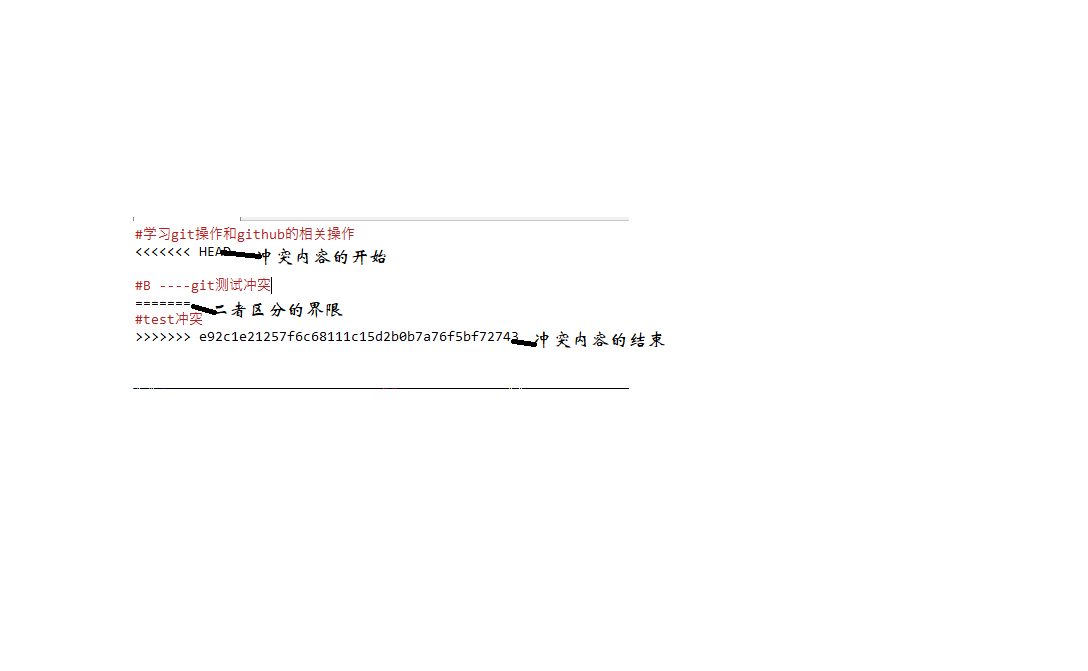 #学习git操作和github的相关操作
<<<<<<< HEAD 冲突内容的开始
#B ----git测试冲突
======= 二者区分的界限
#test冲突
>>>>>>> e92c1e21257f6c68111c15d2b0b7a76f5bf72743 冲突内容的结束